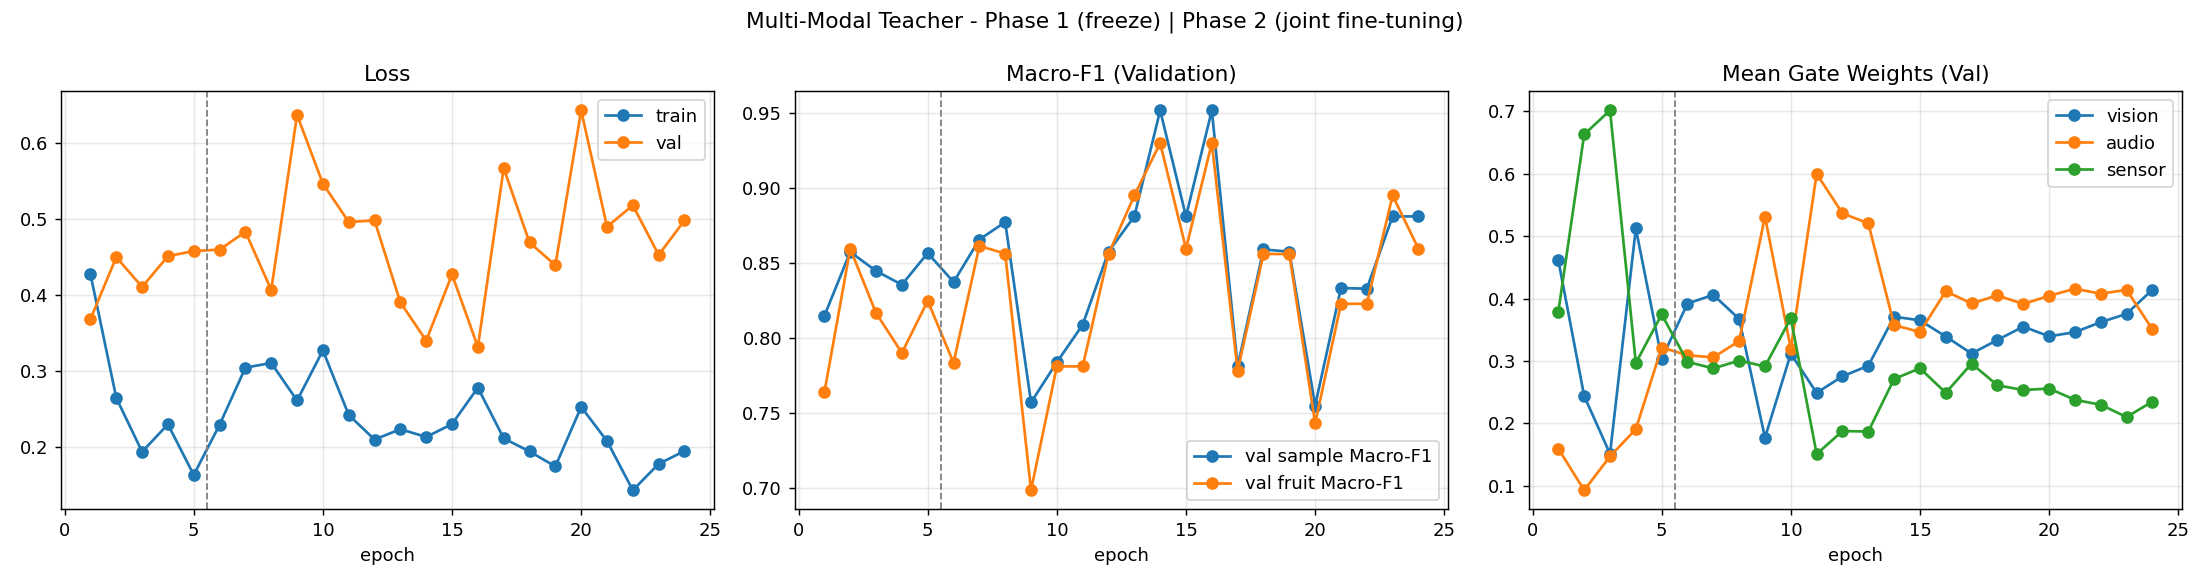 Multi-Modal Teacher - Phase 1 (freeze) | Phase 2 (joint fine-tuning)
Loss
train
val
0.6
0.5
0.4
0.3
0.2
0 5 10 15 20 25
epoch
Macro-F1 (Validation)
0.95
0.90
0.85
0.80
0.75
0.70
val sample Macro-F1
val fruit Macro-F1
0 5 10 15 20 25
epoch
Mean Gate Weights (Val)
vision
audio
sensor
0.7
0.6
0.5
0.4
0.3
0.2
0.1
0 5 10 15 20 25
epoch